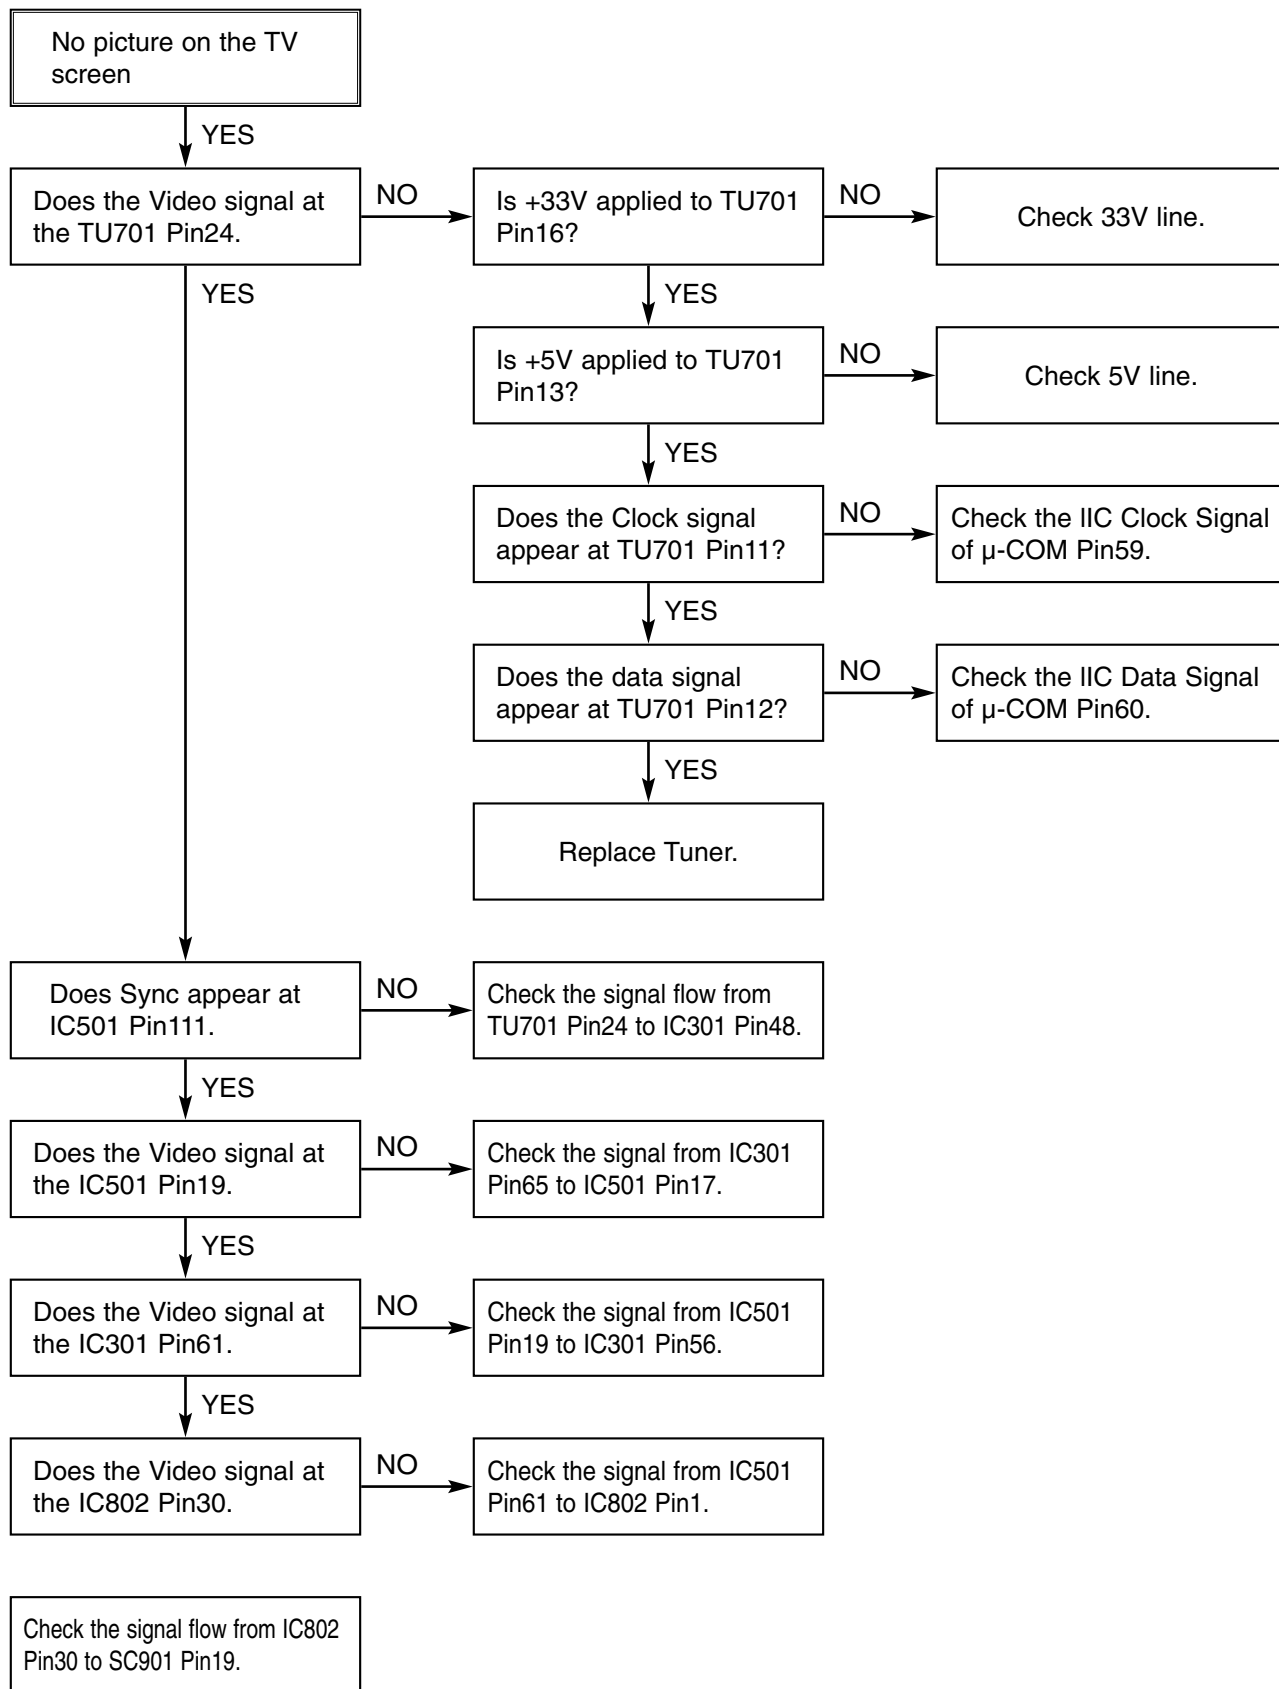 No picture on the TV
screen
YES
Does the Video signal at
the TU701 Pin24.
NO
Is +33V applied to TU701
Pin16?
NO
Check 33V line.
YES
YES
Is +5V applied to TU701
Pin13?
NO
Check 5V line.
YES
Does the Clock signal
appear at TU701 Pin11?
NO
Check the IIC Clock Signal
of µ-COM Pin59.
YES
Does the data signal
appear at TU701 Pin12?
NO
Check the IIC Data Signal
of µ-COM Pin60.
YES
Replace Tuner.
Does Sync appear at
IC501 Pin111.
NO
Check the signal flow from
TU701 Pin24 to IC301 Pin48.
YES
Does the Video signal at
the IC501 Pin19.
NO
Check the signal from IC301
Pin65 to IC501 Pin17.
YES
Does the Video signal at
the IC301 Pin61.
NO
Check the signal from IC501
Pin19 to IC301 Pin56.
YES
Does the Video signal at
the IC802 Pin30.
NO
Check the signal from IC501
Pin61 to IC802 Pin1.
Check the signal flow from IC802
Pin30 to SC901 Pin19.